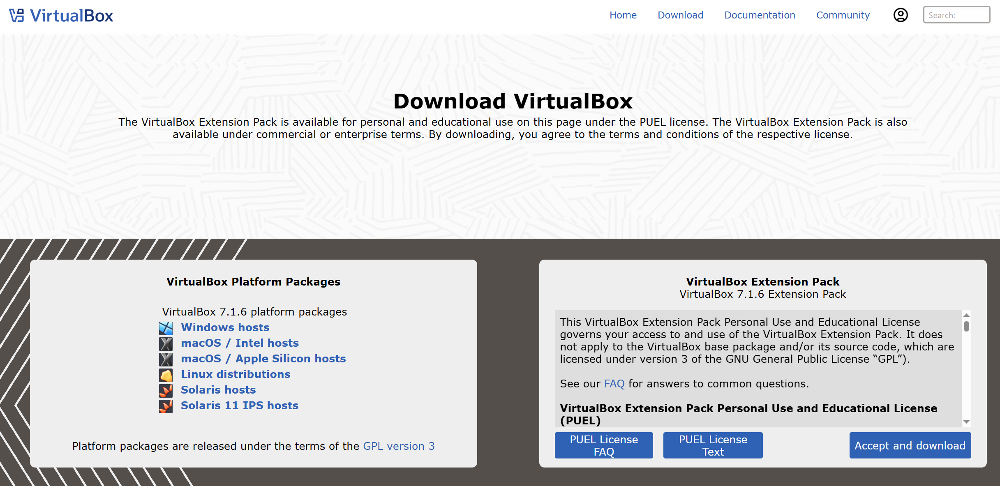 VirtualBox
Home
Download
Documentation
Community
Search:
Download VirtualBox
The VirtualBox Extension Pack is available for personal and educational use on this page under the PUEL license. The VirtualBox Extension Pack is also
available under commercial or enterprise terms. By downloading, you agree to the terms and conditions of the respective license.
VirtualBox Platform Packages
VirtualBox 7.1.6 platform packages
Windows hosts
macOS / Intel hosts
macOS / Apple Silicon hosts
Linux distributions
Solaris hosts
Solaris 11 IPS hosts
Platform packages are released under the terms of the GPL version 3
VirtualBox Extension Pack
VirtualBox 7.1.6 Extension Pack
This VirtualBox Extension Pack Personal Use and Educational License
governs your access to and use of the VirtualBox Extension Pack. It does
not apply to the VirtualBox base package and/or its source code, which are
licensed under version 3 of the GNU General Public License “GPL”).
See our FAQ for answers to common questions.
VirtualBox Extension Pack Personal Use and Educational License
(PUEL)
PUEL License
FAQ
PUEL License
Text
Accept and download